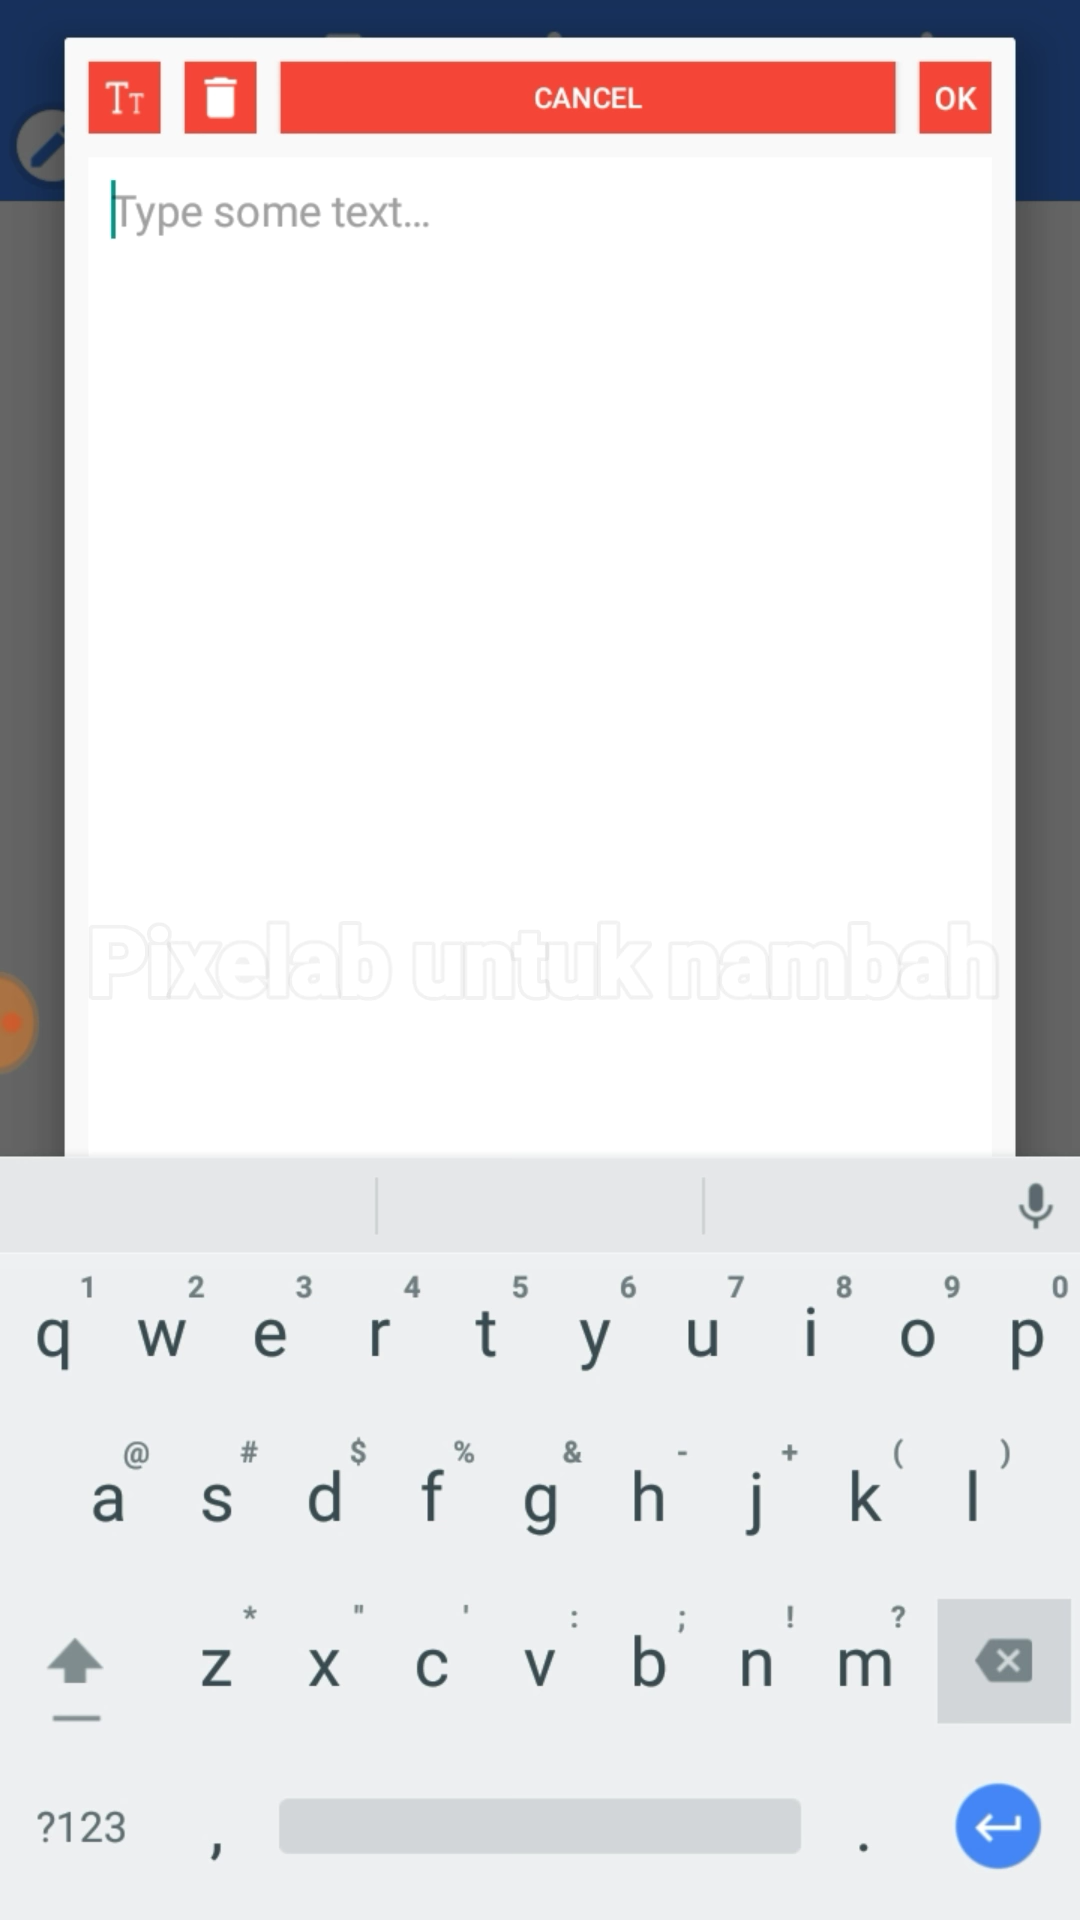 TT
CANCEL
OK
Type some text...
Pixelab untuk nambah
1 2 3 4 5 6 7 8 9 0
q w e r t y u i o p
@ # $ % & - + ( )
a s d f g h j k l
* " ' : ; ! ?
z x c v b n m
?123 , .